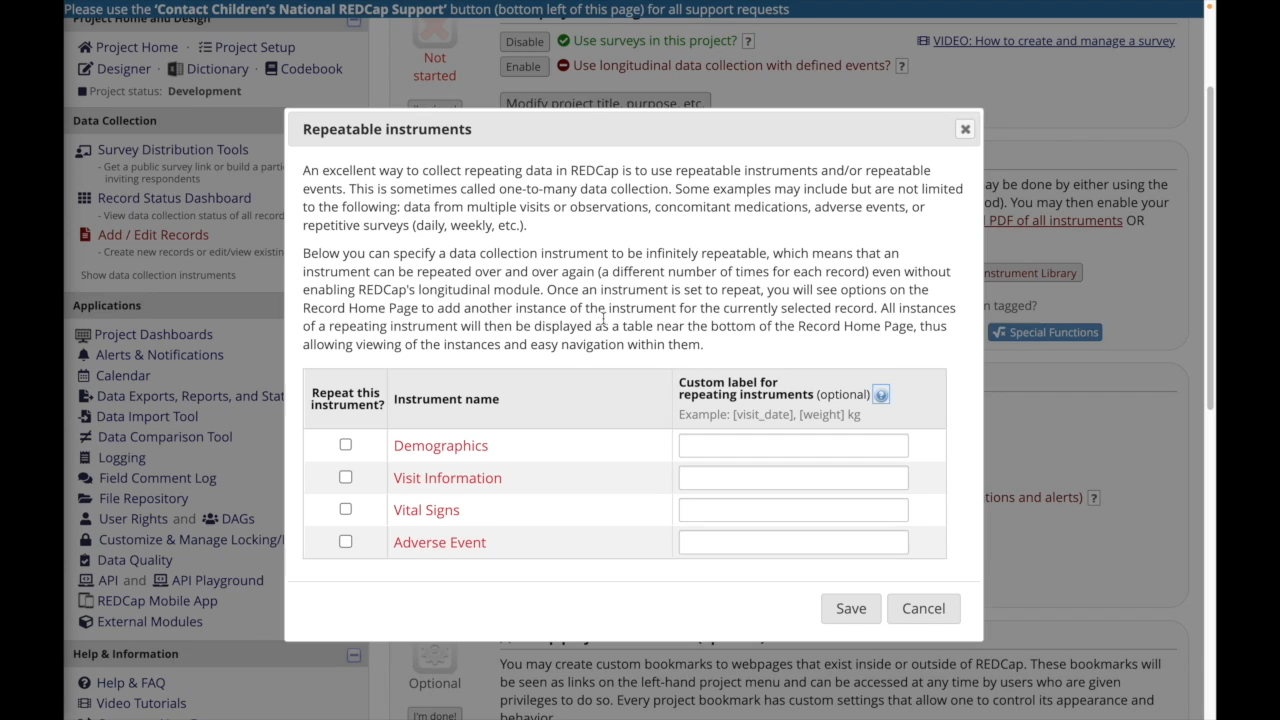 Please use the ‘Contact Children’s National REDCap Support’ button (bottom left of this page) for all support requests
Project Home and Design
Project Home · Project Setup
Designer · Dictionary · Codebook
Project status: Development
Data Collection
Survey Distribution Tools
- Get a public survey link or build a parti
inviting respondents
Record Status Dashboard
- View data collection status of all record
Add / Edit Records
- Create new records or edit/view existin
Show data collection instruments
Applications
Project Dashboards
Alerts & Notifications
Calendar
Data Exports, Reports, and Stat
Data Import Tool
Data Comparison Tool
Logging
Field Comment Log
File Repository
User Rights and DAGs
Customize & Manage Locking/
Data Quality
API and API Playground
REDCap Mobile App
External Modules
Help & Information
Help & FAQ
Video Tutorials
Not
started
Disable Use surveys in this project? ?
VIDEO: How to create and manage a survey
Enable Use longitudinal data collection with defined events? ?
Modify project title, purpose, etc.
Repeatable instruments
An excellent way to collect repeating data in REDCap is to use repeatable instruments and/or repeatable
events. This is sometimes called one-to-many data collection. Some examples may include but are not limited
to the following: data from multiple visits or observations, concomitant medications, adverse events, or
repetitive surveys (daily, weekly, etc.).
Below you can specify a data collection instrument to be infinitely repeatable, which means that an
instrument can be repeated over and over again (a different number of times for each record) even without
enabling REDCap's longitudinal module. Once an instrument is set to repeat, you will see options on the
Record Home Page to add another instance of the instrument for the currently selected record. All instances
of a repeating instrument will then be displayed as a table near the bottom of the Record Home Page, thus
allowing viewing of the instances and easy navigation within them.
Repeat this
instrument?
Instrument name
Custom label for
repeating instruments (optional) ?
Example: [visit_date], [weight] kg
Demographics
Visit Information
Vital Signs
Adverse Event
Save Cancel
ay be done by either using the
od). You may then enable your
PDF of all instruments OR
nstrument Library
n tagged?
Special Functions
tions and alerts) ?
Optional
I'm done!
You may create custom bookmarks to webpages that exist inside or outside of REDCap. These bookmarks will
be seen as links on the left-hand project menu and can be accessed at any time by users who are given
privileges to do so. Every project bookmark has custom settings that allow one to control its appearance and
behavior.